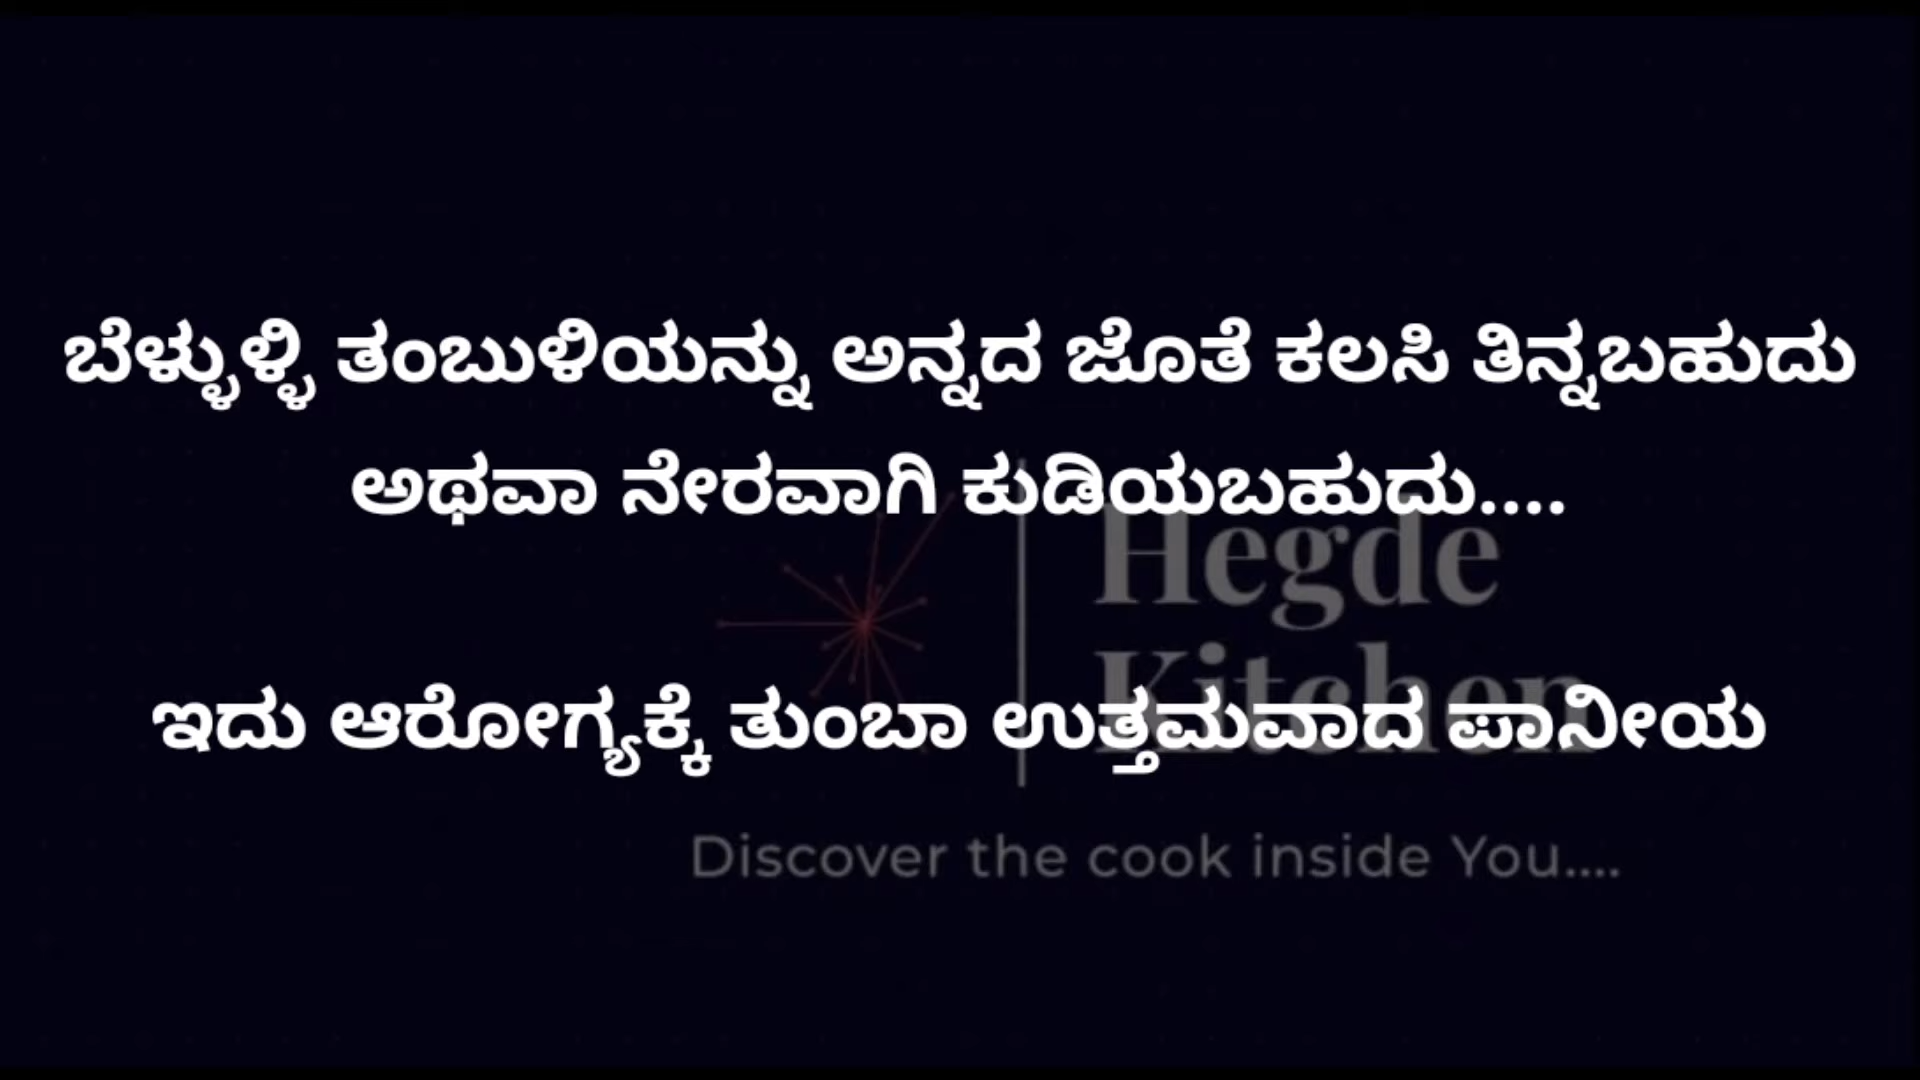 ಬೆಳ್ಳುಳ್ಳಿ ತಂಬುಳಿಯನ್ನು ಅನ್ನದ ಜೊತೆ ಕಲಸಿ ತಿನ್ನಬಹುದು
ಅಥವಾ ನೇರವಾಗಿ ಕುಡಿಯಬಹುದು....
Hegde
Kitchen
ಇದು ಆರೋಗ್ಯಕ್ಕೆ ತುಂಬಾ ಉತ್ತಮವಾದ ಪಾನೀಯ
Discover the cook inside You....